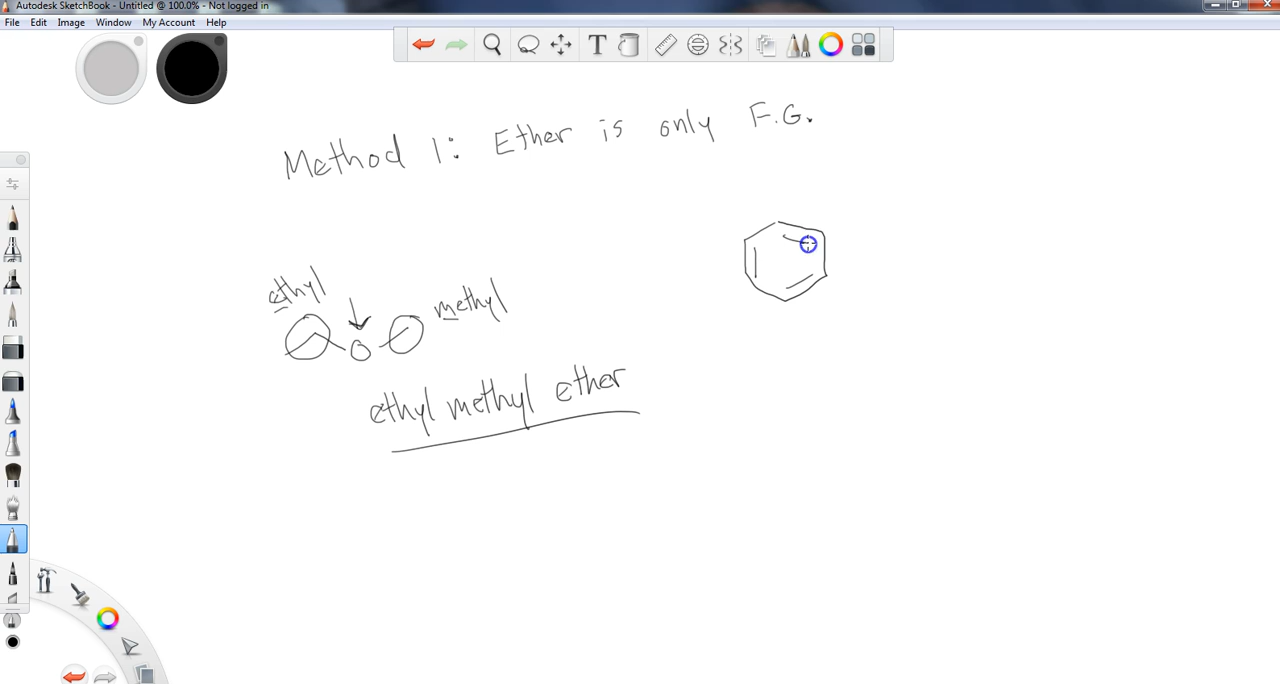 Autodesk SketchBook - Untitled @ 100.0% - Not logged in
File Edit Image Window My Account Help
T
Method 1: Ether is only F.G.
ethyl
methyl
O
ethyl methyl ether